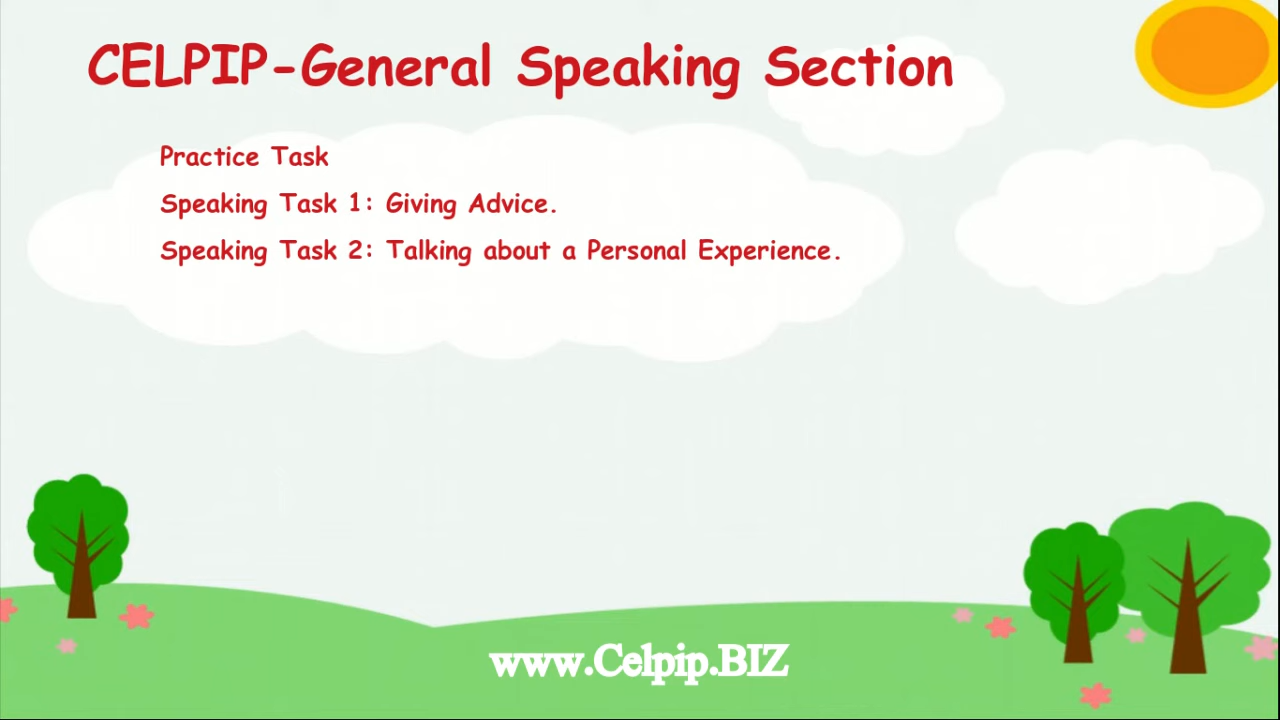 CELPIP-General Speaking Section
Practice Task
Speaking Task 1: Giving Advice.
Speaking Task 2: Talking about a Personal Experience.
www.Celpip.BIZ